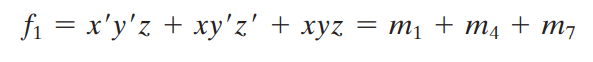 f₁ = x'y'z + xy'z' + xyz = m₁ + m₄ + m₇